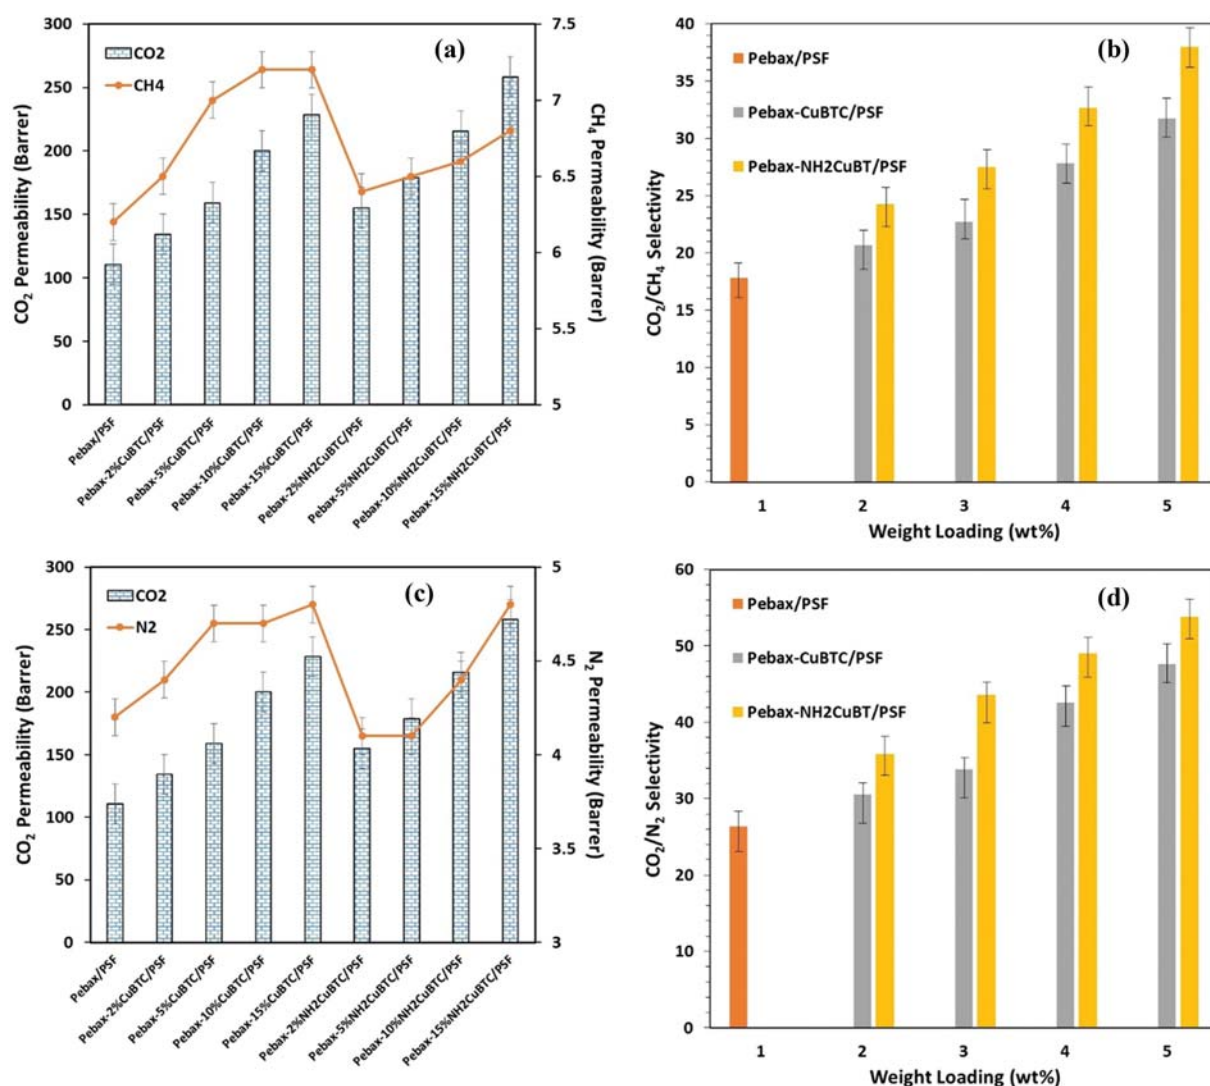 (a)
CO2
CH4
CO₂ Permeability (Barrer)
300
250
200
150
100
50
0
7.5
7
6.5
6
5.5
5
CH₄ Permeability (Barrer)
Pebax/PSF
Pebax-2%CuBTC/PSF
Pebax-5%CuBTC/PSF
Pebax-10%CuBTC/PSF
Pebax-15%CuBTC/PSF
Pebax-2%NH2CuBTC/PSF
Pebax-5%NH2CuBTC/PSF
Pebax-10%NH2CuBTC/PSF
Pebax-15%NH2CuBTC/PSF
(b)
Pebax/PSF
Pebax-CuBTC/PSF
Pebax-NH2CuBT/PSF
CO₂/CH₄ Selectivity
40
35
30
25
20
15
10
5
0
1 2 3 4 5
Weight Loading (wt%)
(c)
CO2
N2
CO₂ Permeability (Barrer)
300
250
200
150
100
50
0
5
4.5
4
3.5
3
N₂ Permeability (Barrer)
Pebax/PSF
Pebax-2%CuBTC/PSF
Pebax-5%CuBTC/PSF
Pebax-10%CuBTC/PSF
Pebax-15%CuBTC/PSF
Pebax-2%NH2CuBTC/PSF
Pebax-5%NH2CuBTC/PSF
Pebax-10%NH2CuBTC/PSF
Pebax-15%NH2CuBTC/PSF
(d)
Pebax/PSF
Pebax-CuBTC/PSF
Pebax-NH2CuBT/PSF
CO₂/N₂ Selectivity
60
50
40
30
20
10
0
1 2 3 4 5
Weight Loading (wt%)